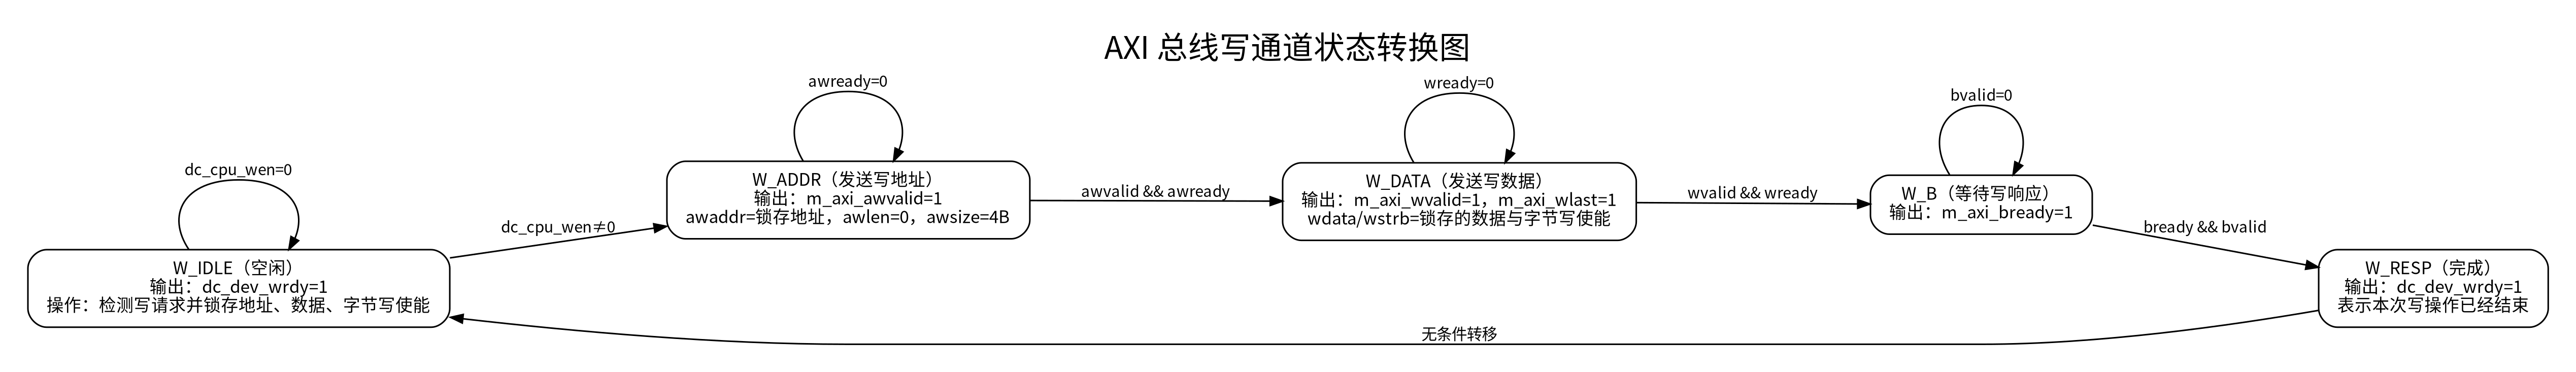 AXI 总线写通道状态转换图
dc_cpu_wen=0
W_IDLE（空闲）
输出：dc_dev_wrdy=1
操作：检测写请求并锁存地址、数据、字节写使能
dc_cpu_wen≠0
awready=0
W_ADDR（发送写地址）
输出：m_axi_awvalid=1
awaddr=锁存地址，awlen=0，awsize=4B
awvalid && awready
wready=0
W_DATA（发送写数据）
输出：m_axi_wvalid=1，m_axi_wlast=1
wdata/wstrb=锁存的数据与字节写使能
wvalid && wready
bvalid=0
W_B（等待写响应）
输出：m_axi_bready=1
bready && bvalid
W_RESP（完成）
输出：dc_dev_wrdy=1
表示本次写操作已经结束
无条件转移